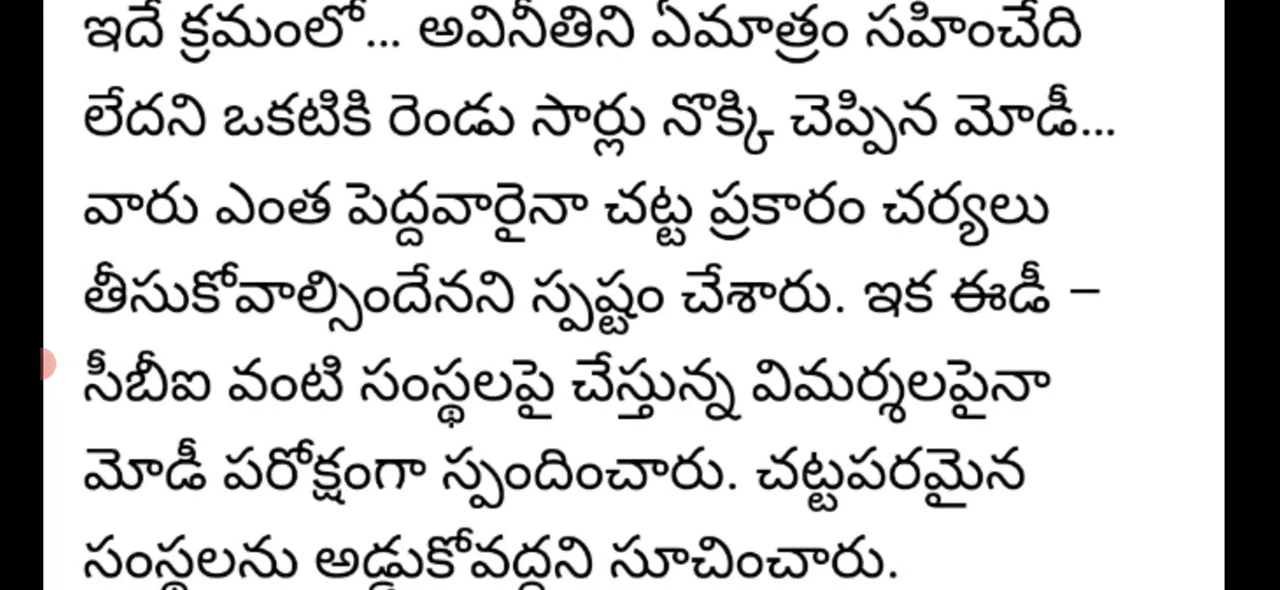 ఇదే క్రమంలో... అవినీతిని ఏమాత్రం సహించేది
లేదని ఒకటికి రెండు సార్లు నొక్కి చెప్పిన మోడీ...
వారు ఎంత పెద్దవారైనా చట్ట ప్రకారం చర్యలు
తీసుకోవాల్సిందేనని స్పష్టం చేశారు. ఇక ఈడీ –
సీబీఐ వంటి సంస్థలపై చేస్తున్న విమర్శలపైనా
మోడీ పరోక్షంగా స్పందించారు. చట్టపరమైన
సంస్థలను అడ్డుకోవద్దని సూచించారు.